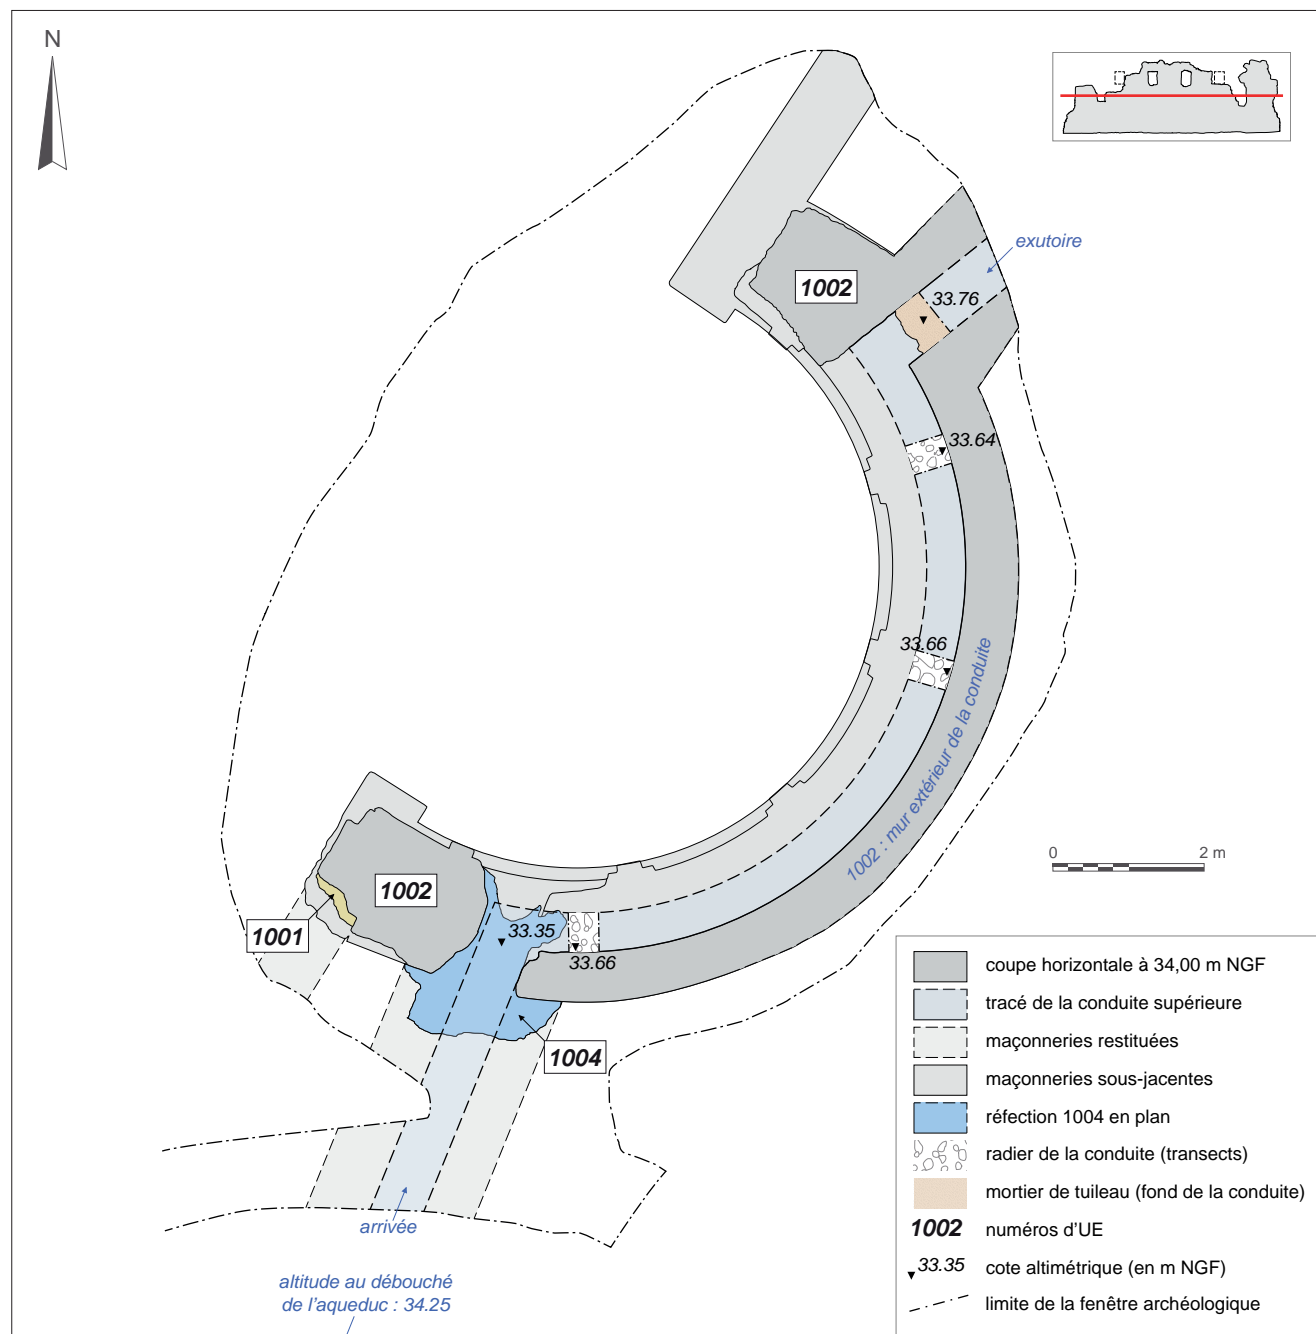 N
exutoire
1002
33.76
33.64
33.66
1002 : mur extérieur de la conduite
0 2 m
1002
1001
33.35
33.66
1004
arrivée
altitude au débouché
de l'aqueduc : 34.25
coupe horizontale à 34,00 m NGF
tracé de la conduite supérieure
maçonneries restituées
maçonneries sous-jacentes
réfection 1004 en plan
radier de la conduite (transects)
mortier de tuileau (fond de la conduite)
1002 numéros d'UE
33.35 cote altimétrique (en m NGF)
limite de la fenêtre archéologique